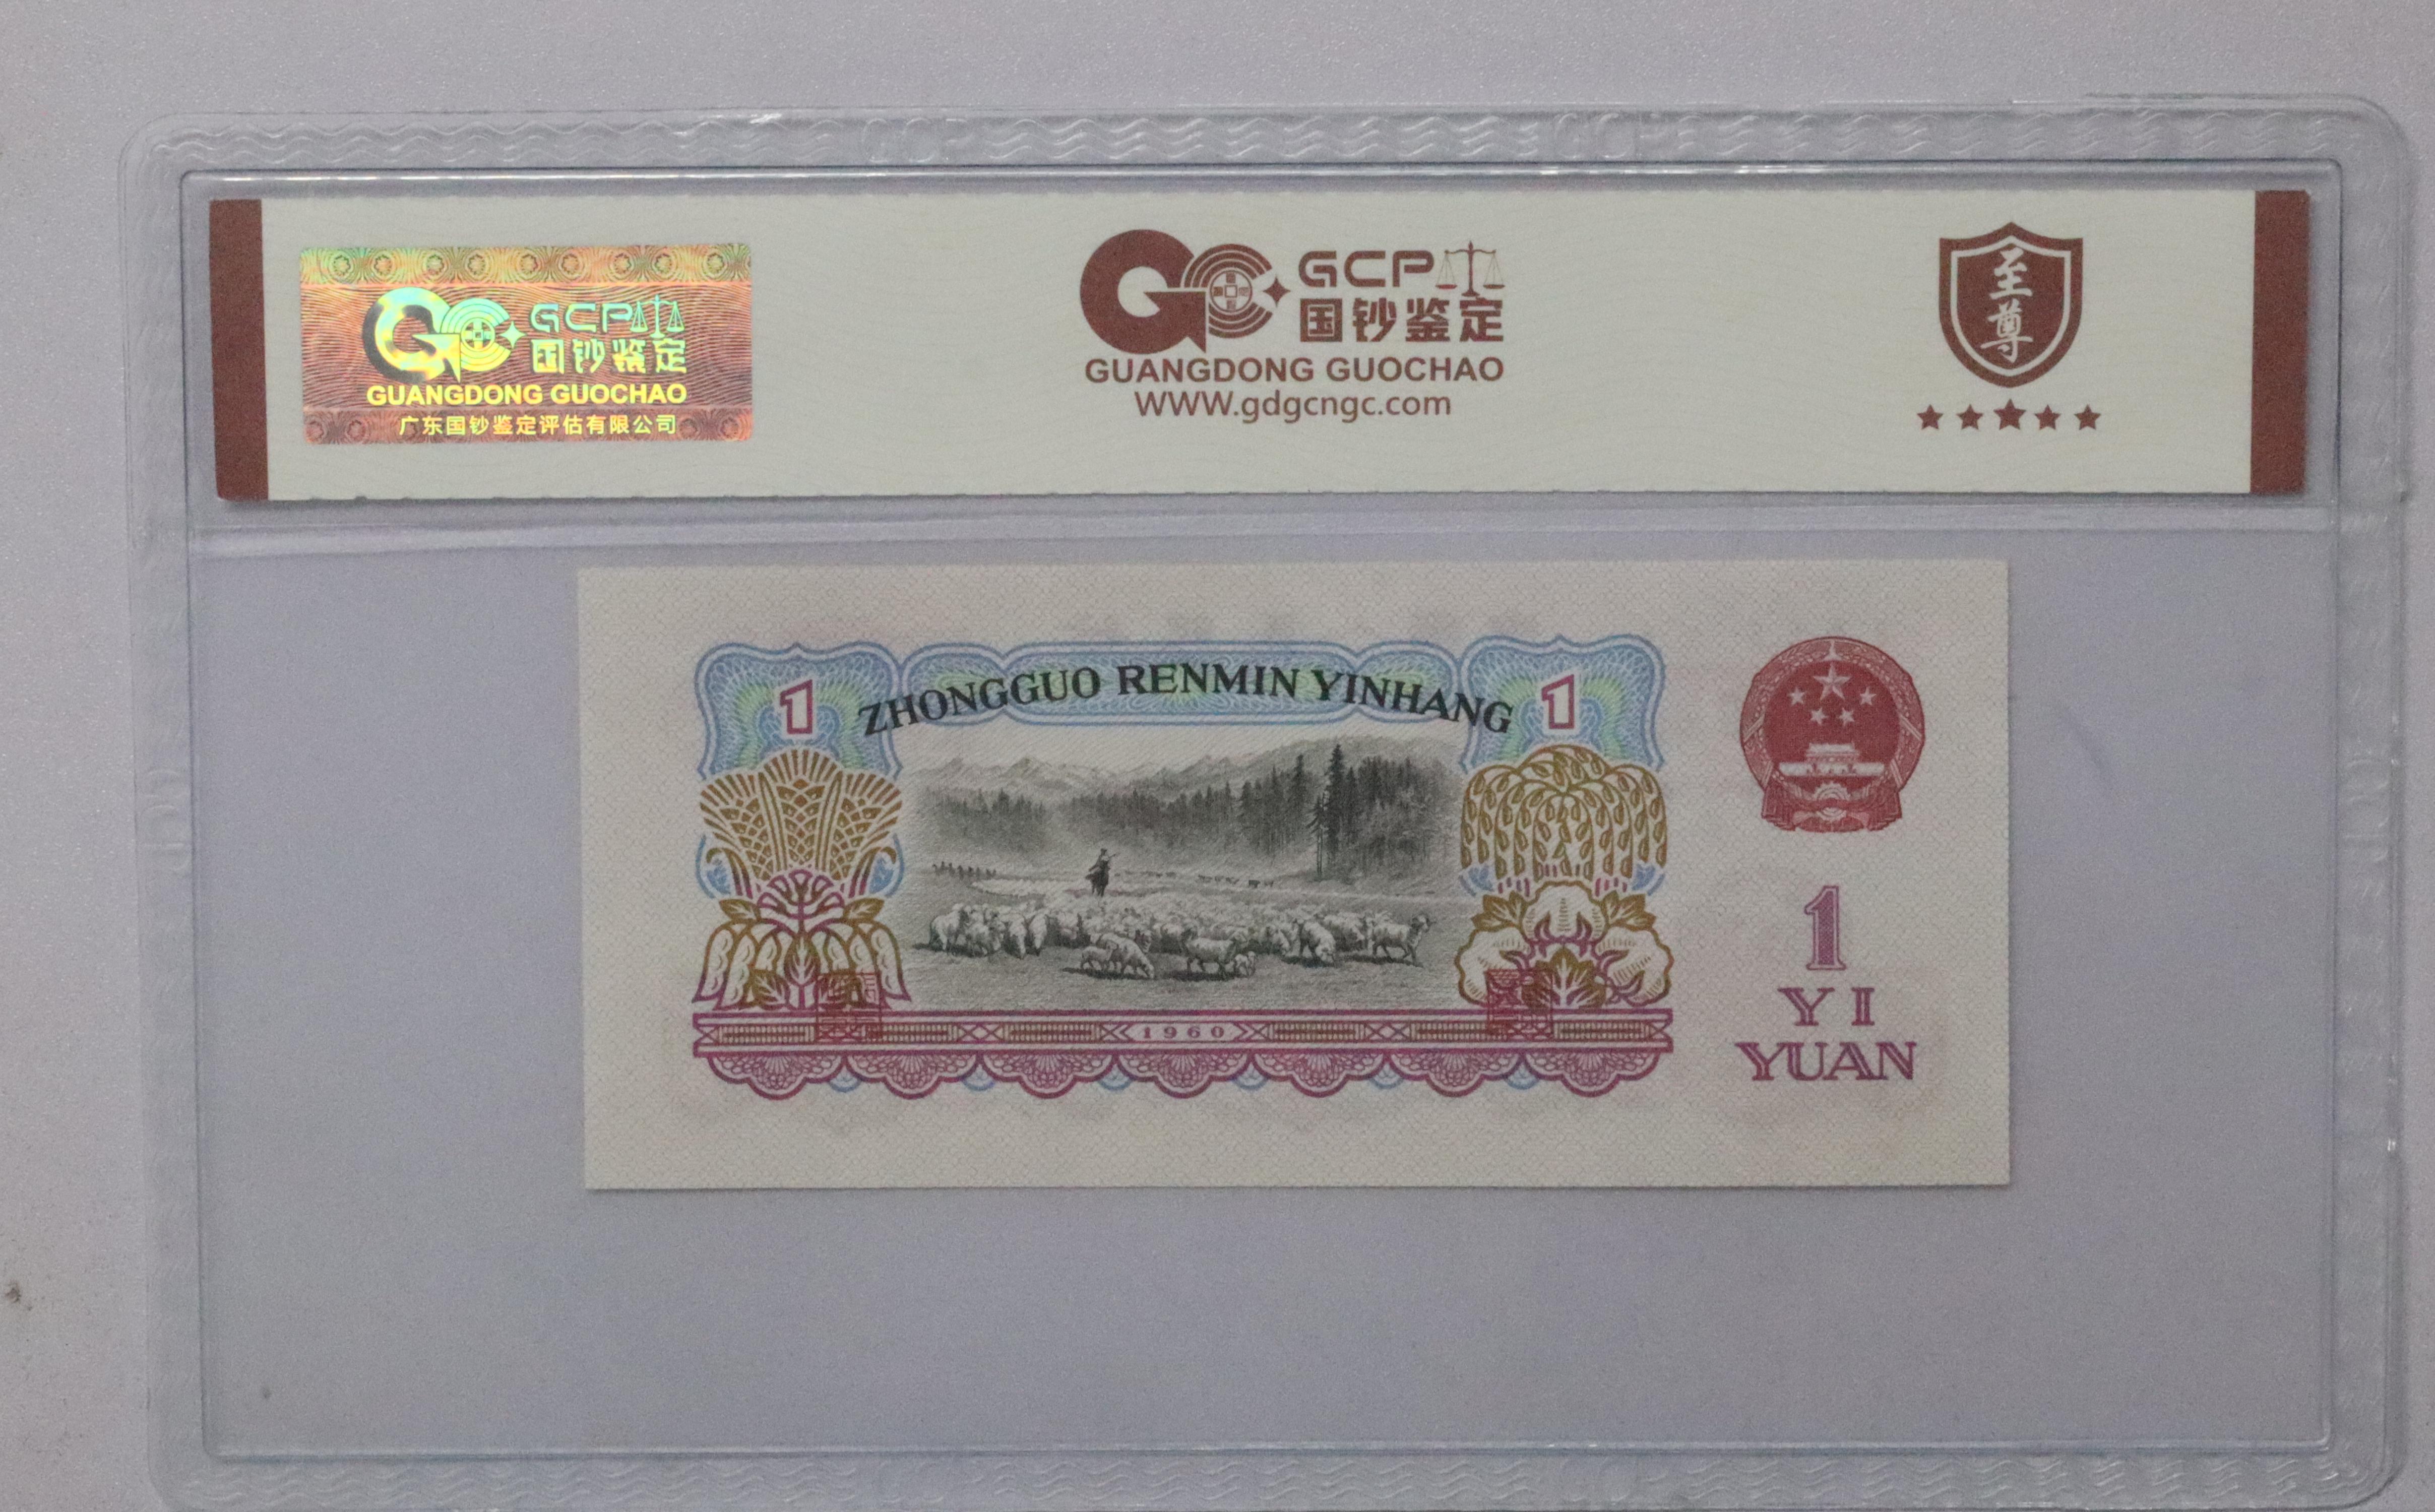 GCP
国钞鉴定
GUANGDONG GUOCHAO
广东国钞鉴定评估有限公司
GCP
国钞鉴定
GUANGDONG GUOCHAO
WWW.gdgcngc.com
至尊
ZHONGGUO RENMIN YINHANG
1
1
1960
1
YI
YUAN